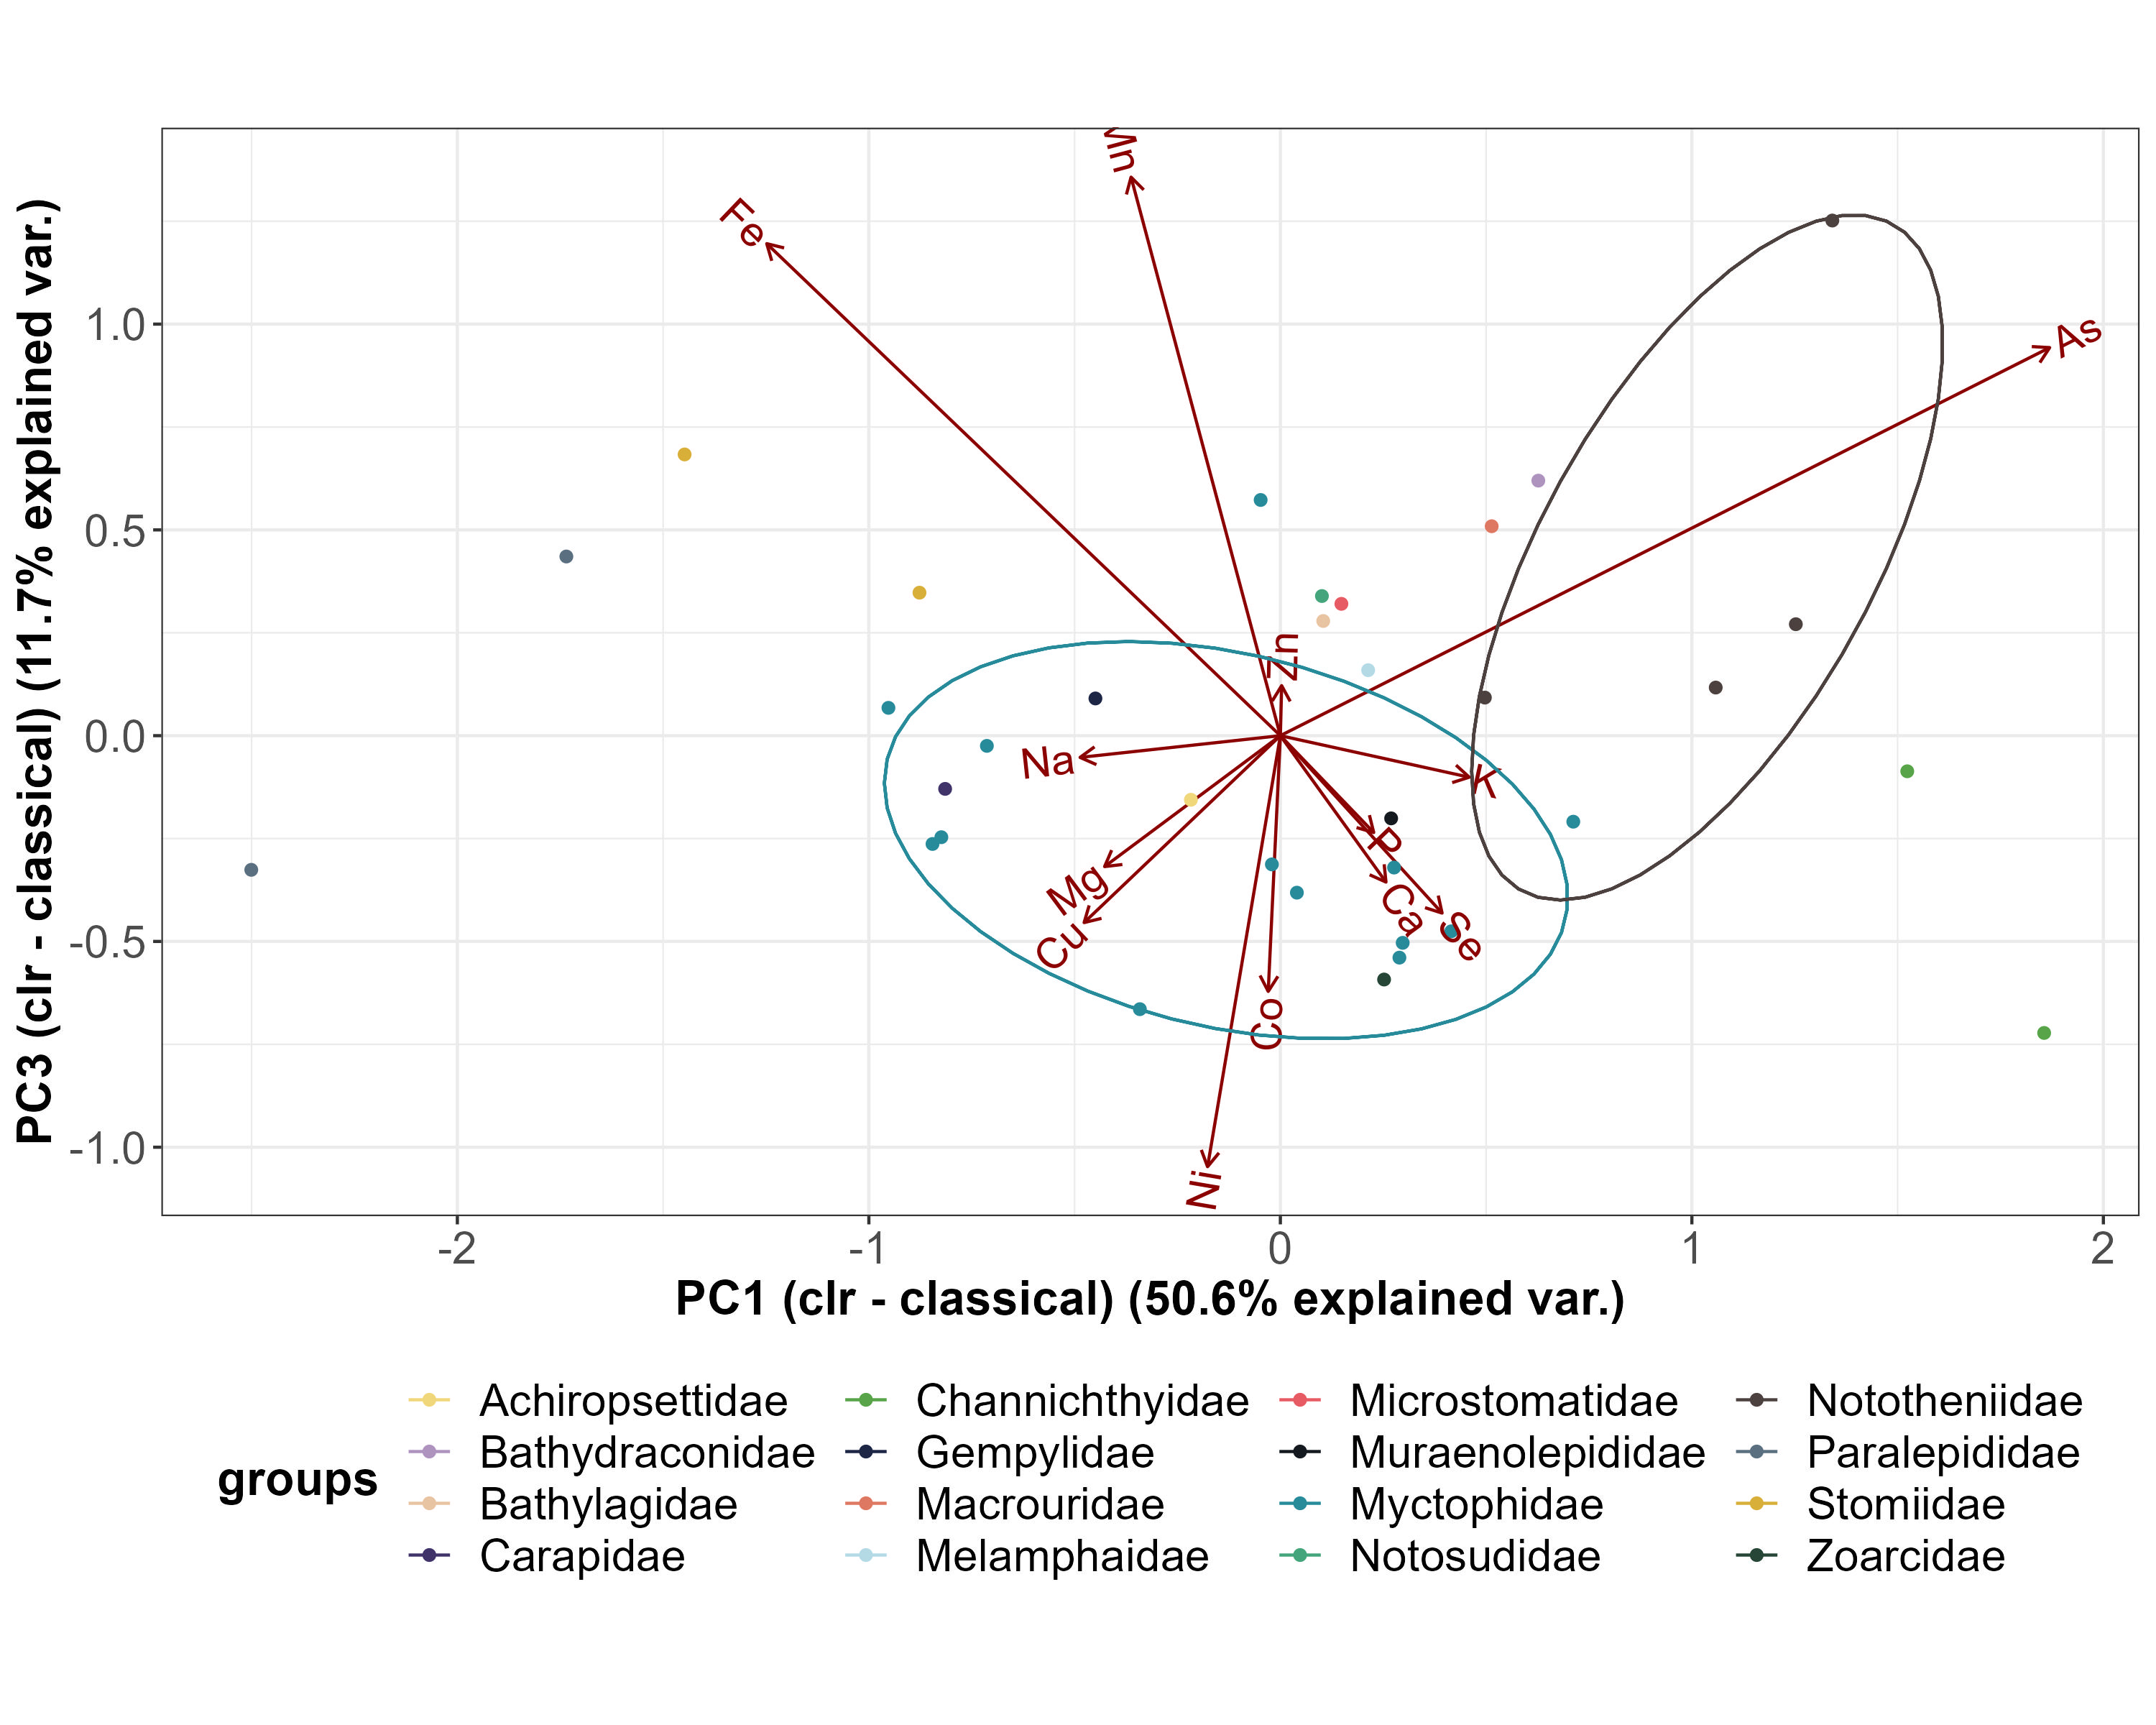 PC3 (clr - classical) (11.7% explained var.)
1.0
0.5
0.0
-0.5
-1.0
Mn
Fe
As
Zn
Na
K
P
Mg
Ca
Cu
Se
Co
Ni
-2
-1
0
1
2
PC1 (clr - classical) (50.6% explained var.)
groups
Achiropsettidae
Bathydraconidae
Bathylagidae
Carapidae
Channichthyidae
Gempylidae
Macrouridae
Melamphaidae
Microstomatidae
Muraenolepididae
Myctophidae
Notosudidae
Nototheniidae
Paralepididae
Stomiidae
Zoarcidae